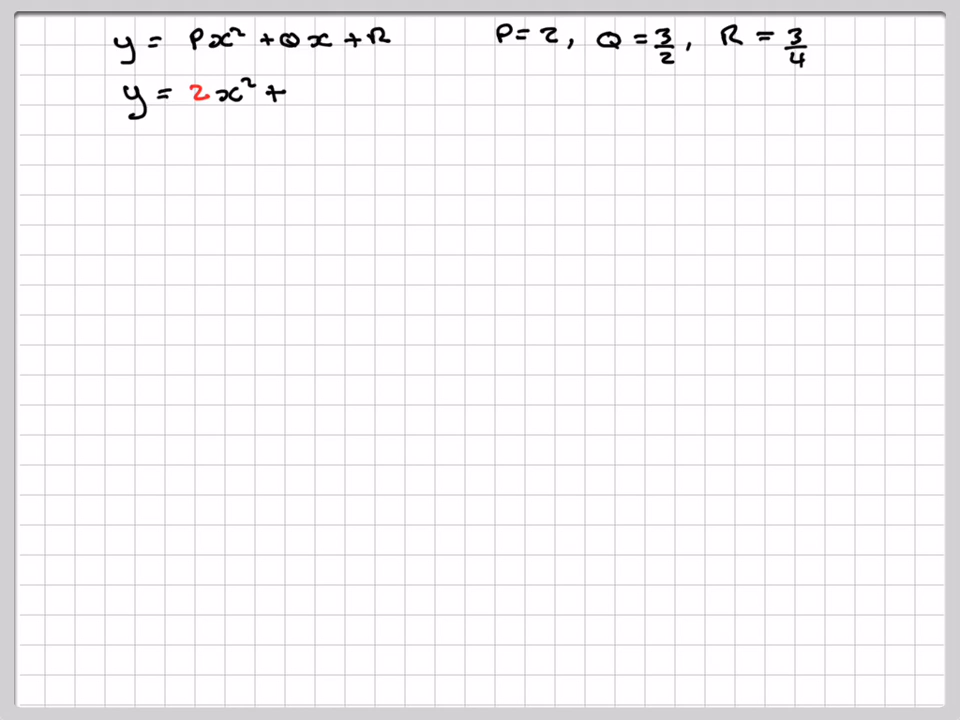 y = Px² + Qx + R P = 2, Q = 3/2, R = 3/4
y = 2x² +